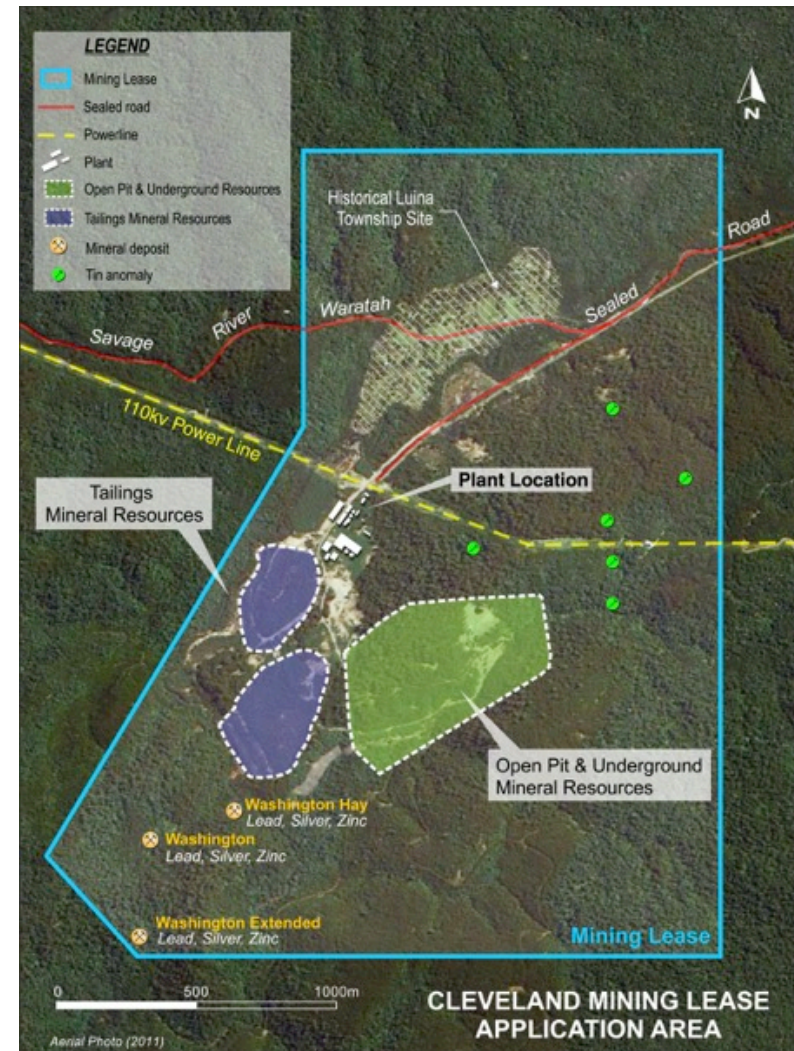 LEGEND
Mining Lease
Sealed road
Powerline
Plant
Open Pit & Underground Resources
Tailings Mineral Resources
Mineral deposit
Tin anomaly
N
Historical Luina
Township Site
Savage River Waratah Sealed Road
110kv Power Line
Plant Location
Tailings
Mineral Resources
Open Pit & Underground
Mineral Resources
Washington Hay
Lead, Silver, Zinc
Washington
Lead, Silver, Zinc
Washington Extended
Lead, Silver, Zinc
Mining Lease
0 500 1000m
CLEVELAND MINING LEASE
APPLICATION AREA
Aerial Photo (2011)